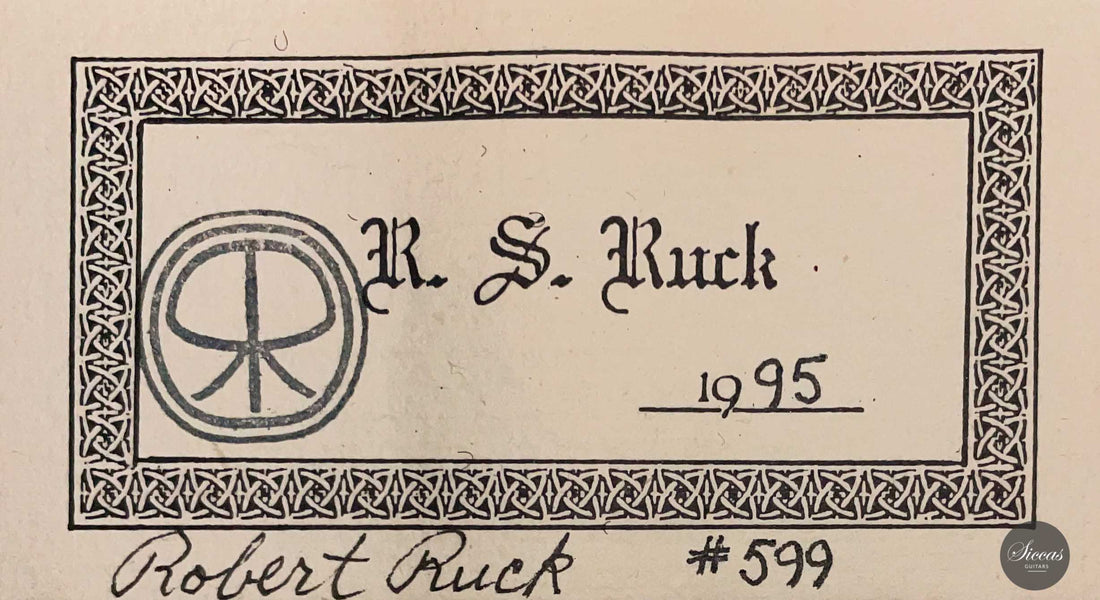 R. S. Ruck
1995
Robert Ruck #599
Siccas
GUITARS